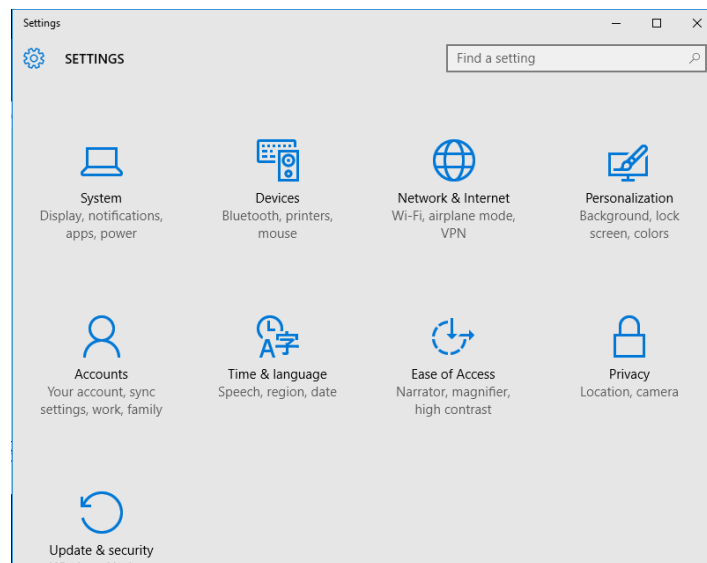 Settings
SETTINGS
Find a setting
System
Display, notifications,
apps, power
Devices
Bluetooth, printers,
mouse
Network & Internet
Wi-Fi, airplane mode,
VPN
Personalization
Background, lock
screen, colors
Accounts
Your account, sync
settings, work, family
Time & language
Speech, region, date
Ease of Access
Narrator, magnifier,
high contrast
Privacy
Location, camera
Update & security